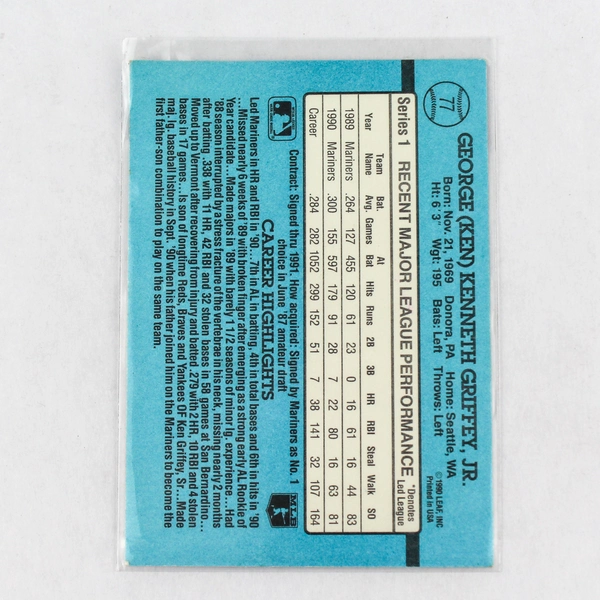 77
GEORGE (KEN) KENNETH GRIFFEY, JR.
Born: Nov. 21, 1969 Donora, PA Home: Seattle, WA
Ht: 6' 3" Wgt: 195 Bats: Left Throws: Left
©1990 LEAF, INC
Printed in USA
Series 1 RECENT MAJOR LEAGUE PERFORMANCE *Denotes Led League
Year Team Name Bat. Avg. Games At Bat Hits Runs 2B 3B HR RBI Steal Walk SO
1989 Mariners .264 127 455 120 61 23 0 16 61 16 44 83
1990 Mariners .300 155 597 179 91 28 7 22 80 16 63 81
Career .284 282 1052 299 152 51 7 38 141 32 107 164
Contract: Signed thru 1991. How acquired: Signed by Mariners as No. 1
choice in June '87 amateur draft
CAREER HIGHLIGHTS
MLB
Led Mariners in HR and RBI in '90...7th in AL in batting, 4th in total bases and 6th in hits in '90
...Missed nearly 6 weeks of '89 with broken finger after emerging as strong early AL Rookie of
Year candidate...Made majors in '89 with barely 1 1/2 seasons of minor lg. experience...Had
'88 season interrupted by a stress fracture of the vertebrae in his neck, missing nearly 2 months
after batting .338 with 11 HR, 42 RBI and 32 stolen bases in 58 games at San Bernardino...
Moved up to Vermont after recovering from injury and batted .279 with 2 HR, 10 RBI and 4 stolen
bases in 17 games...Is son of longtime Reds, Braves and Yankees OF Ken Griffey, Sr....Made
maj. lg. baseball history in Sept. '90 when his father joined him on the Mariners to become the
first father-son combination to play on the same team.